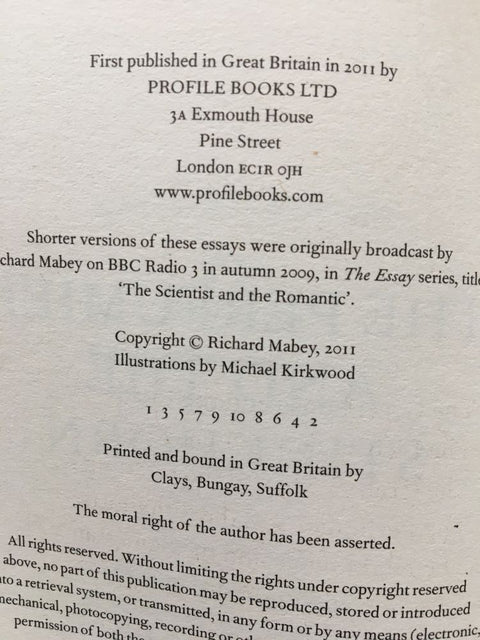 First published in Great Britain in 2011 by
PROFILE BOOKS LTD
3A Exmouth House
Pine Street
London EC1R 0JH
www.profilebooks.com
Shorter versions of these essays were originally broadcast by
chard Mabey on BBC Radio 3 in autumn 2009, in The Essay series, title
‘The Scientist and the Romantic’.
Copyright © Richard Mabey, 2011
Illustrations by Michael Kirkwood
1 3 5 7 9 10 8 6 4 2
Printed and bound in Great Britain by
Clays, Bungay, Suffolk
The moral right of the author has been asserted.
All rights reserved. Without limiting the rights under copyright reserved
above, no part of this publication may be reproduced, stored or introduced
to a retrieval system, or transmitted, in any form or by any means (electronic,
mechanical, photocopying, recording or
permission of both the